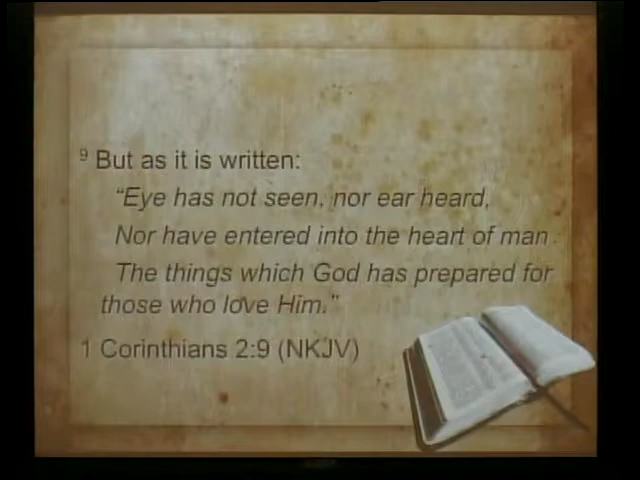 9 But as it is written:
“Eye has not seen, nor ear heard,
Nor have entered into the heart of man
The things which God has prepared for
those who love Him.”
1 Corinthians 2:9 (NKJV)